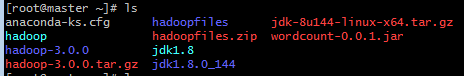 [root@master ~]# ls
anaconda-ks.cfg hadoopfiles jdk-8u144-linux-x64.tar.gz
hadoop hadoopfiles.zip wordcount-0.0.1.jar
hadoop-3.0.0 jdk1.8
hadoop-3.0.0.tar.gz jdk1.8.0_144